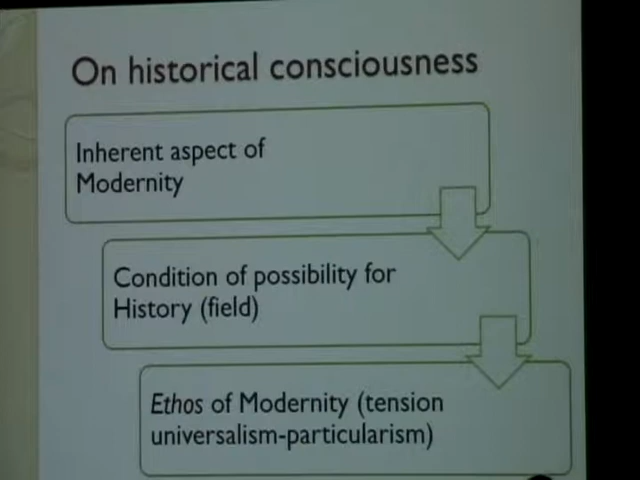 On historical consciousness
Inherent aspect of
Modernity
Condition of possibility for
History (field)
Ethos of Modernity (tension
universalism-particularism)